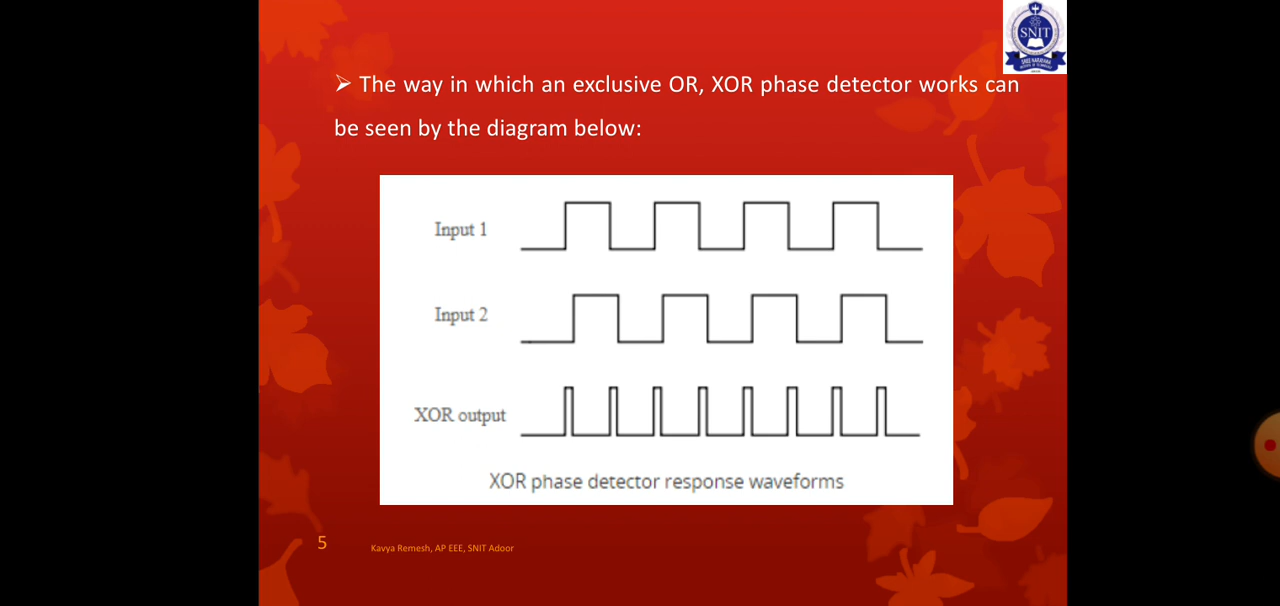 SNIT
➢ The way in which an exclusive OR, XOR phase detector works can
be seen by the diagram below:
Input 1
Input 2
XOR output
XOR phase detector response waveforms
5
Kavya Remesh, AP EEE, SNIT Adoor